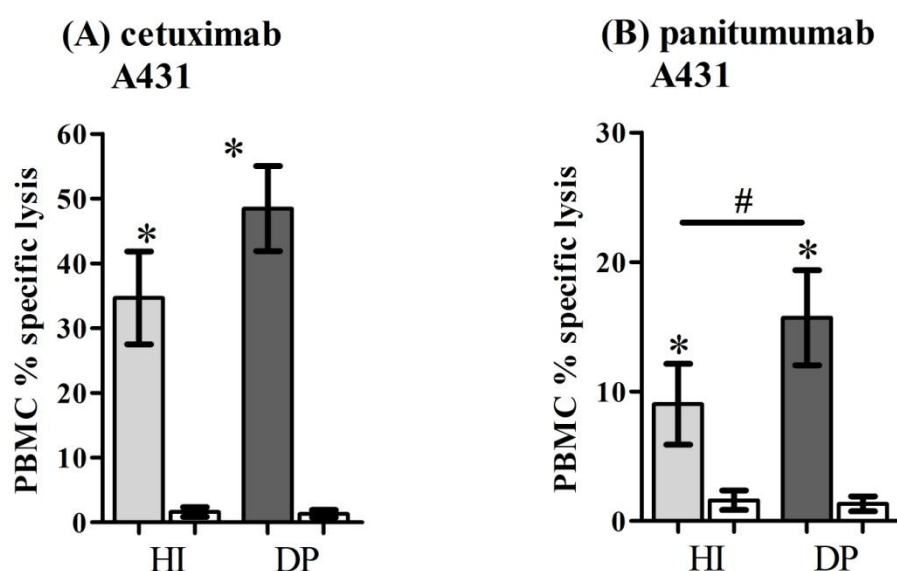 (A) cetuximab
A431
PBMC % specific lysis
60
50
40
30
20
10
0
*
*
HI DP
(B) panitumumab
A431
PBMC % specific lysis
30
20
10
0
#
*
*
HI DP